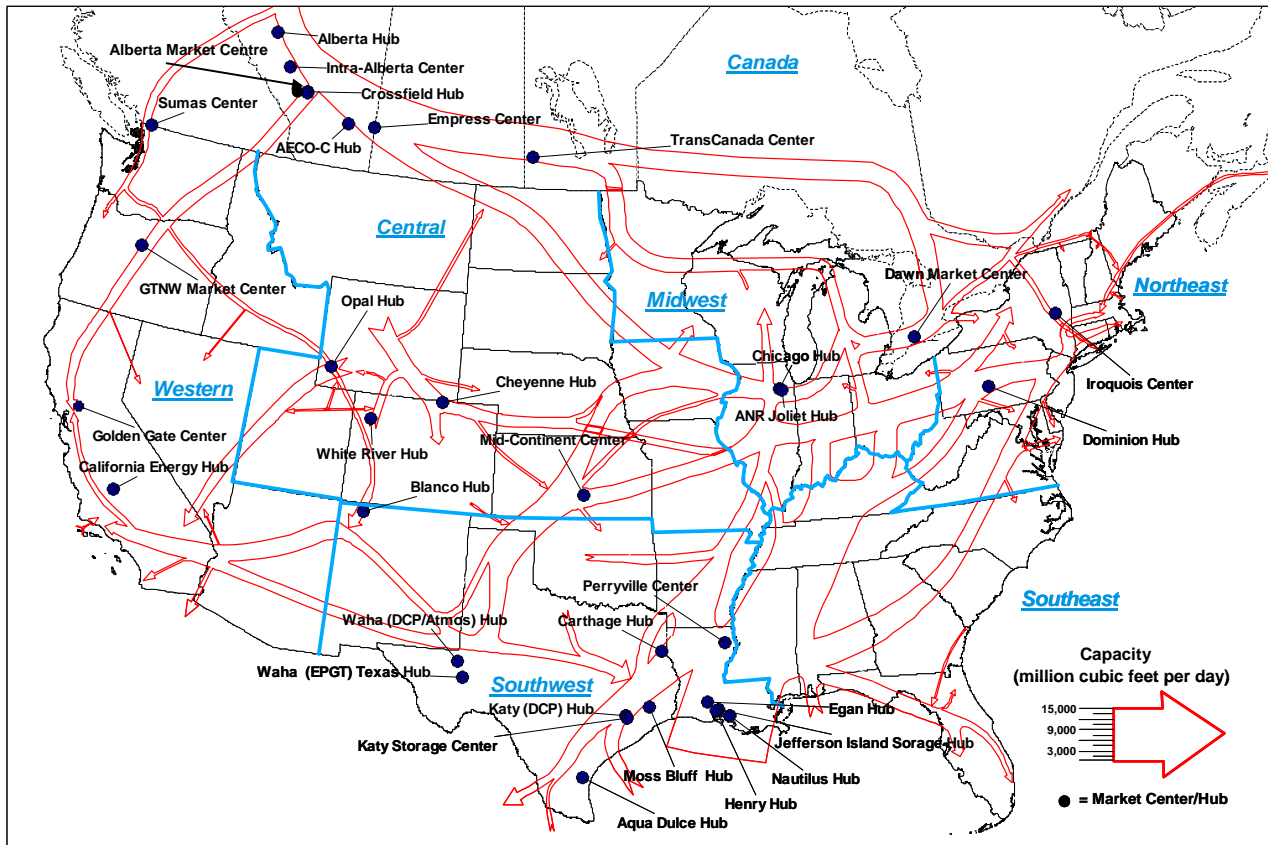 Alberta Hub
Alberta Market Centre
Canada
Intra-Alberta Center
Crossfield Hub
Sumas Center
Empress Center
TransCanada Center
AECO-C Hub
Central
Dawn Market Center
GTNW Market Center
Northeast
Opal Hub
Midwest
Chicago Hub
Western
Cheyenne Hub
Iroquois Center
ANR Joliet Hub
Golden Gate Center
Mid-Continent Center
Dominion Hub
White River Hub
California Energy Hub
Blanco Hub
Perryville Center
Southeast
Waha (DCP/Atmos) Hub
Carthage Hub
Capacity
(million cubic feet per day)
Waha (EPGT) Texas Hub
Southwest
Katy (DCP) Hub
Egan Hub
15,000
9,000
3,000
Katy Storage Center
Jefferson Island Sorage Hub
Moss Bluff Hub
Nautilus Hub
Henry Hub
= Market Center/Hub
Aqua Dulce Hub